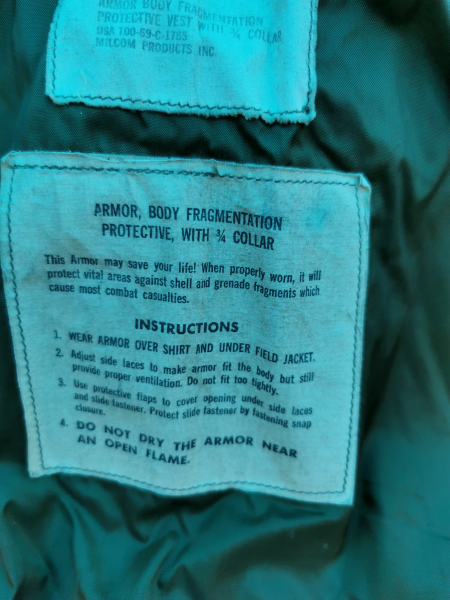 ARMOR BODY FRAGMENTATION
PROTECTIVE VEST WITH ¾ COLLAR
DSA 100-69-C-1785
MILCOM PRODUCTS INC.
ARMOR, BODY FRAGMENTATION
PROTECTIVE, WITH ¾ COLLAR
This Armor may save your life! When properly worn, it will
protect vital areas against shell and grenade fragments which
cause most combat casualties.
INSTRUCTIONS
1. WEAR ARMOR OVER SHIRT AND UNDER FIELD JACKET.
2. Adjust side laces to make armor fit the body but still
provide proper ventilation. Do not fit too tightly.
3. Use protective flaps to cover opening under side laces
and slide fastener. Protect slide fastener by fastening snap
closure.
4. DO NOT DRY THE ARMOR NEAR
AN OPEN FLAME.